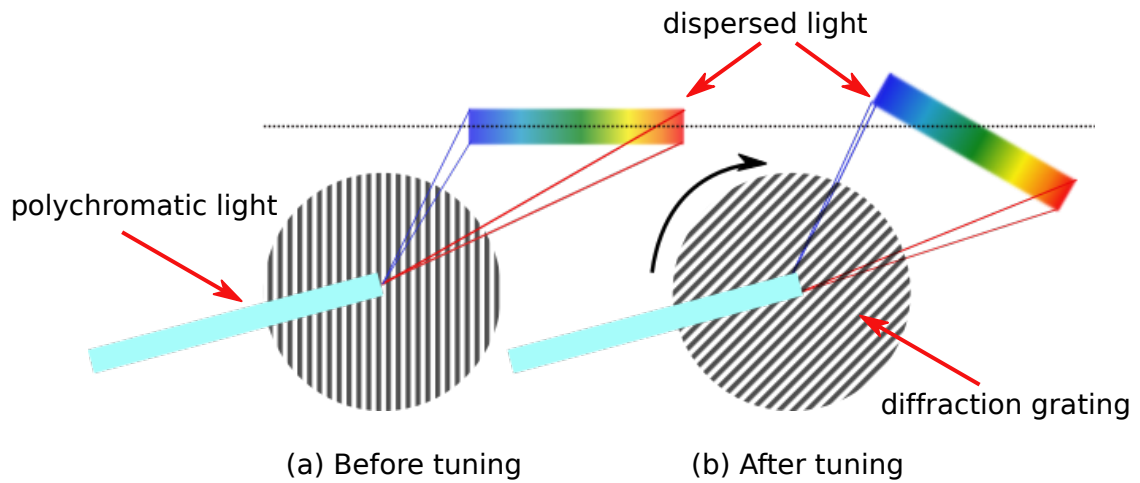 dispersed light
polychromatic light
diffraction grating
(a) Before tuning
(b) After tuning